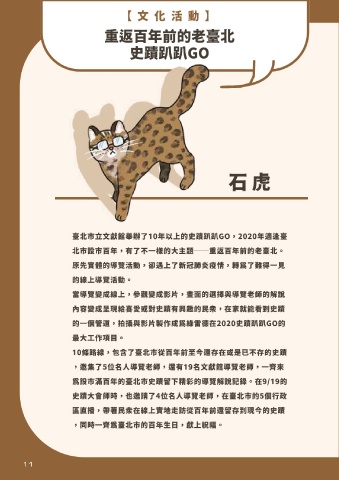 【文化活動】
重返百年前的老臺北
史蹟趴趴GO
石虎
臺北市立文獻館舉辦了10年以上的史蹟趴趴GO，2020年適逢臺
北市設市百年，有了不一樣的大主題──重返百年前的老臺北。
原先實體的導覽活動，卻遇上了新冠肺炎疫情，轉為了難得一見
的線上導覽活動。
當導覽變成線上，參觀變成影片，畫面的選擇與導覽老師的解說
內容變成呈現給喜愛或對史蹟有興趣的民衆，在家就能看到史蹟
的一個管道，拍攝與影片製作成為綠雷德在2020史蹟趴趴GO的
最大工作項目。
10條路線，包含了臺北市從百年前至今還存在或是已不存的史蹟
，邀集了5位名人導覽老師，還有19名文獻館導覽老師，一齊來
為設市滿百年的臺北市史蹟留下精彩的導覽解說記錄。在9/19的
史蹟大會師時，也邀請了4位名人導覽老師，在臺北市的5個行政
區直播，帶著民衆在線上實地走訪從百年前遺留存到現今的史蹟
，同時一齊為臺北市的百年生日，獻上祝福。
11